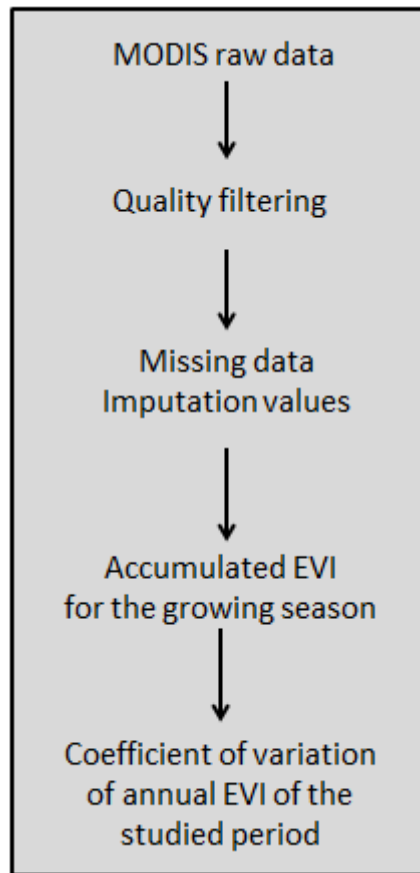 MODIS raw data
Quality filtering
Missing data
Imputation values
Accumulated EVI
for the growing season
Coefficient of variation
of annual EVI of the
studied period